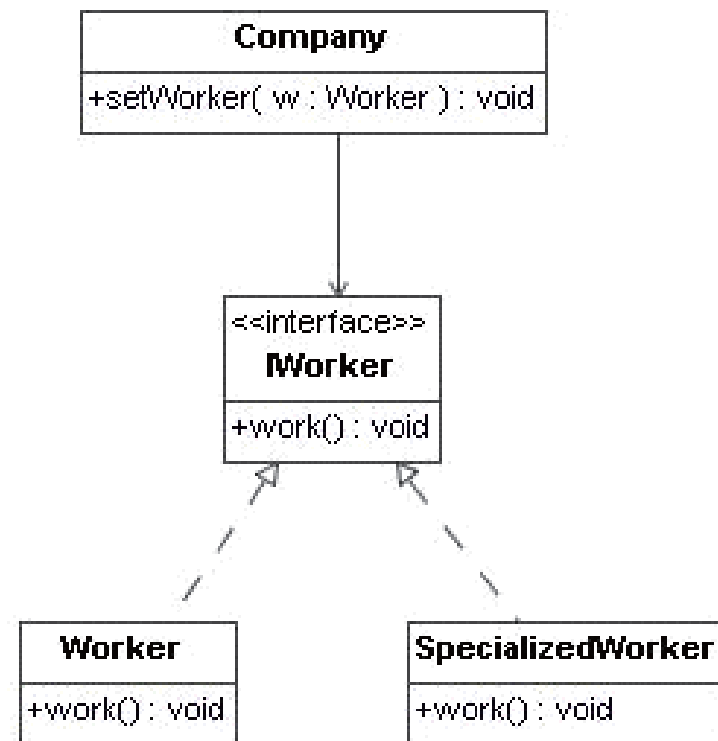 Company
+setWorker( w : Worker ) : void
<<interface>>
IWorker
+work() : void
Worker
+work() : void
SpecializedWorker
+work() : void